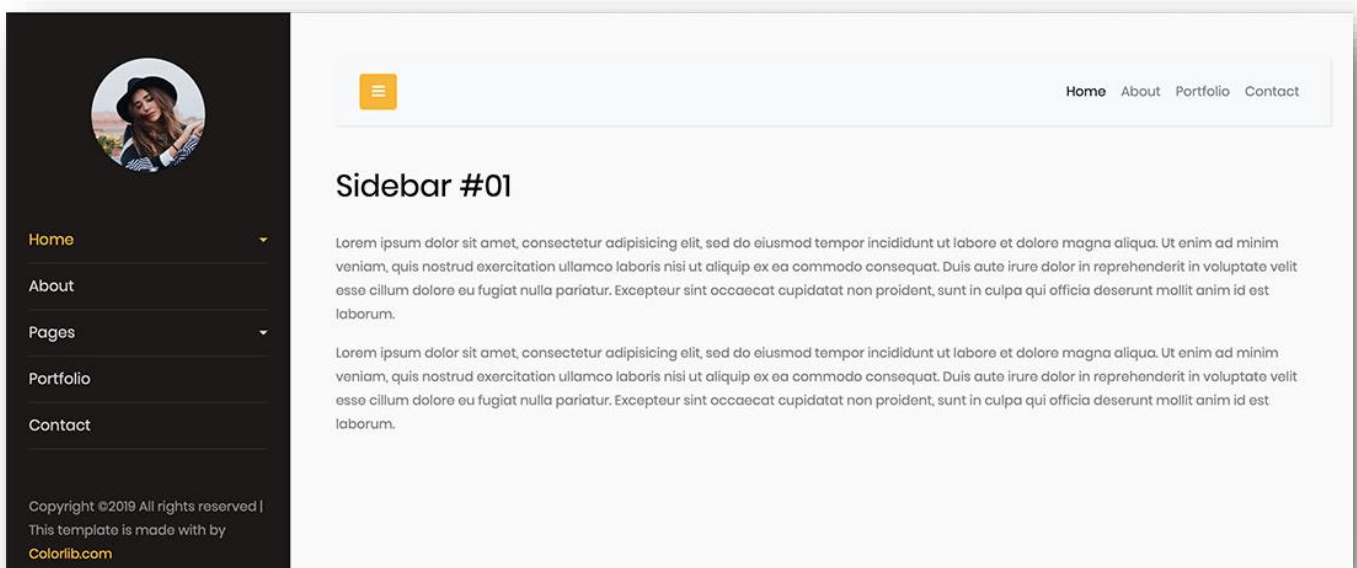 Home
About
Pages
Portfolio
Contact
Copyright ©2019 All rights reserved |
This template is made with by
Colorlib.com
Home About Portfolio Contact
Sidebar #01
Lorem ipsum dolor sit amet, consectetur adipisicing elit, sed do eiusmod tempor incididunt ut labore et dolore magna aliqua. Ut enim ad minim
veniam, quis nostrud exercitation ullamco laboris nisi ut aliquip ex ea commodo consequat. Duis aute irure dolor in reprehenderit in voluptate velit
esse cillum dolore eu fugiat nulla pariatur. Excepteur sint occaecat cupidatat non proident, sunt in culpa qui officia deserunt mollit anim id est
laborum.
Lorem ipsum dolor sit amet, consectetur adipisicing elit, sed do eiusmod tempor incididunt ut labore et dolore magna aliqua. Ut enim ad minim
veniam, quis nostrud exercitation ullamco laboris nisi ut aliquip ex ea commodo consequat. Duis aute irure dolor in reprehenderit in voluptate velit
esse cillum dolore eu fugiat nulla pariatur. Excepteur sint occaecat cupidatat non proident, sunt in culpa qui officia deserunt mollit anim id est
laborum.